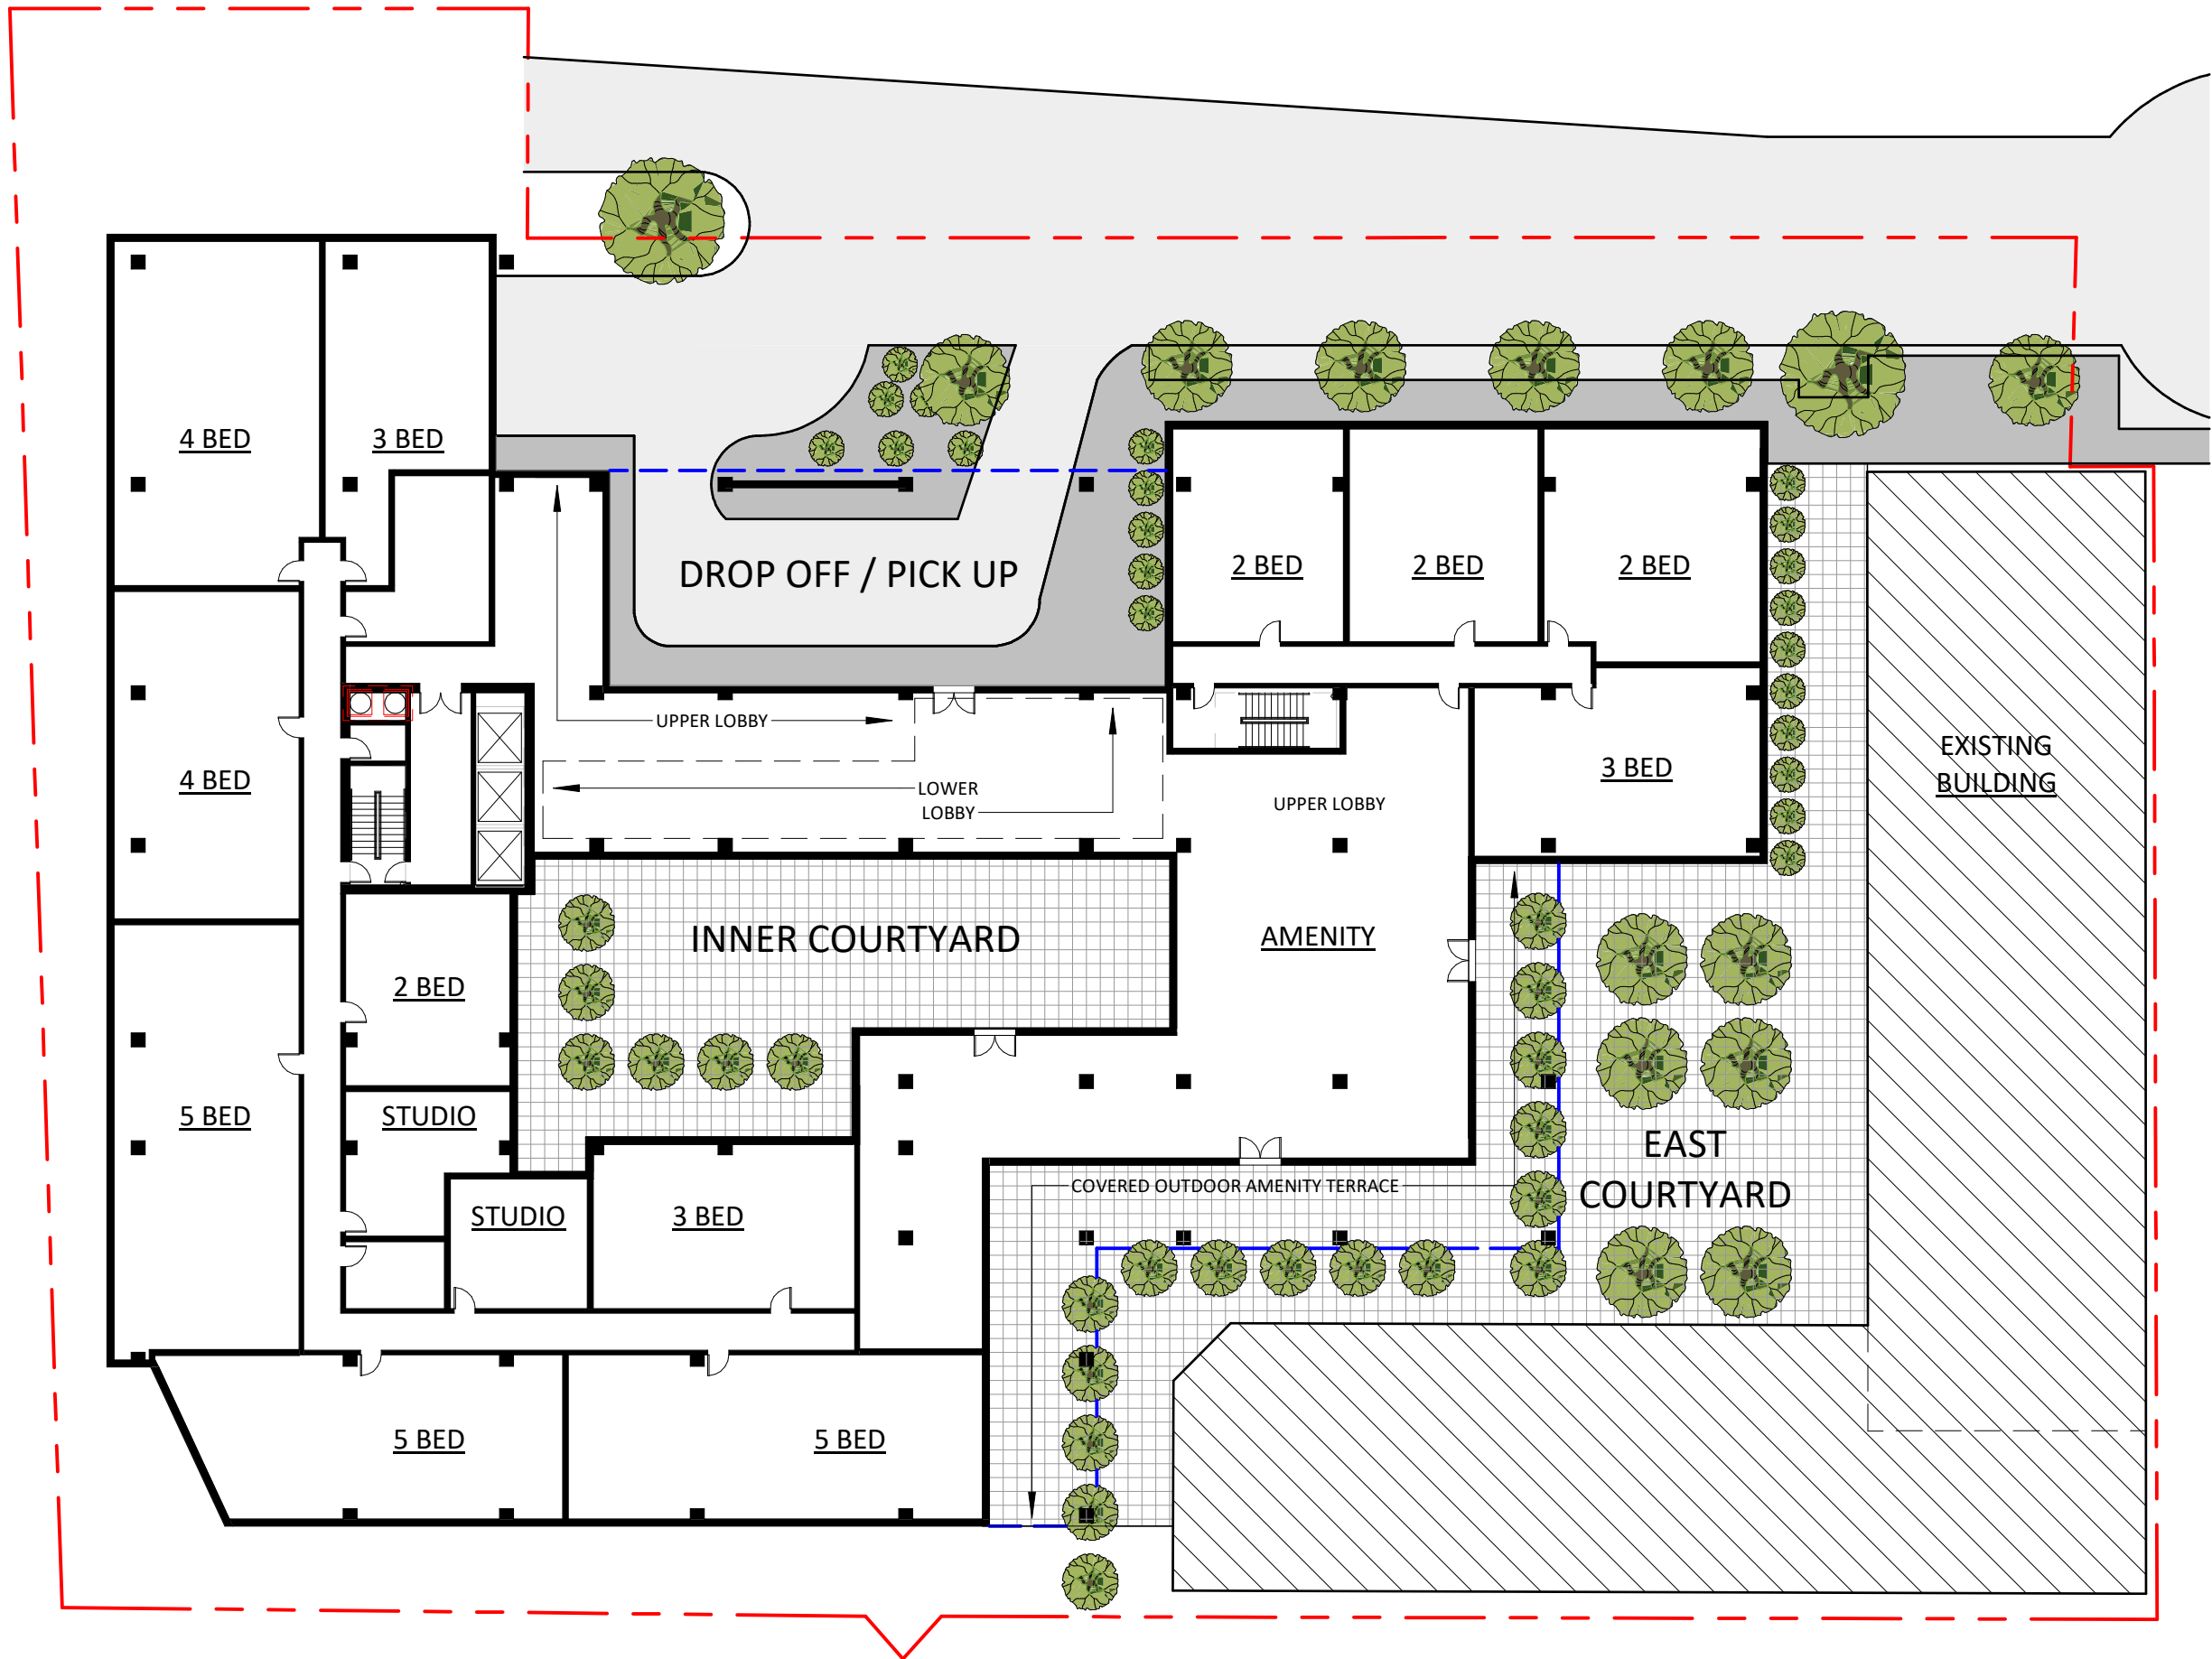 4 BED
3 BED
DROP OFF / PICK UP
2 BED
2 BED
2 BED
UPPER LOBBY
LOWER
LOBBY
UPPER LOBBY
3 BED
EXISTING
BUILDING
4 BED
INNER COURTYARD
AMENITY
2 BED
5 BED
STUDIO
STUDIO
3 BED
COVERED OUTDOOR AMENITY TERRACE
EAST
COURTYARD
5 BED
5 BED